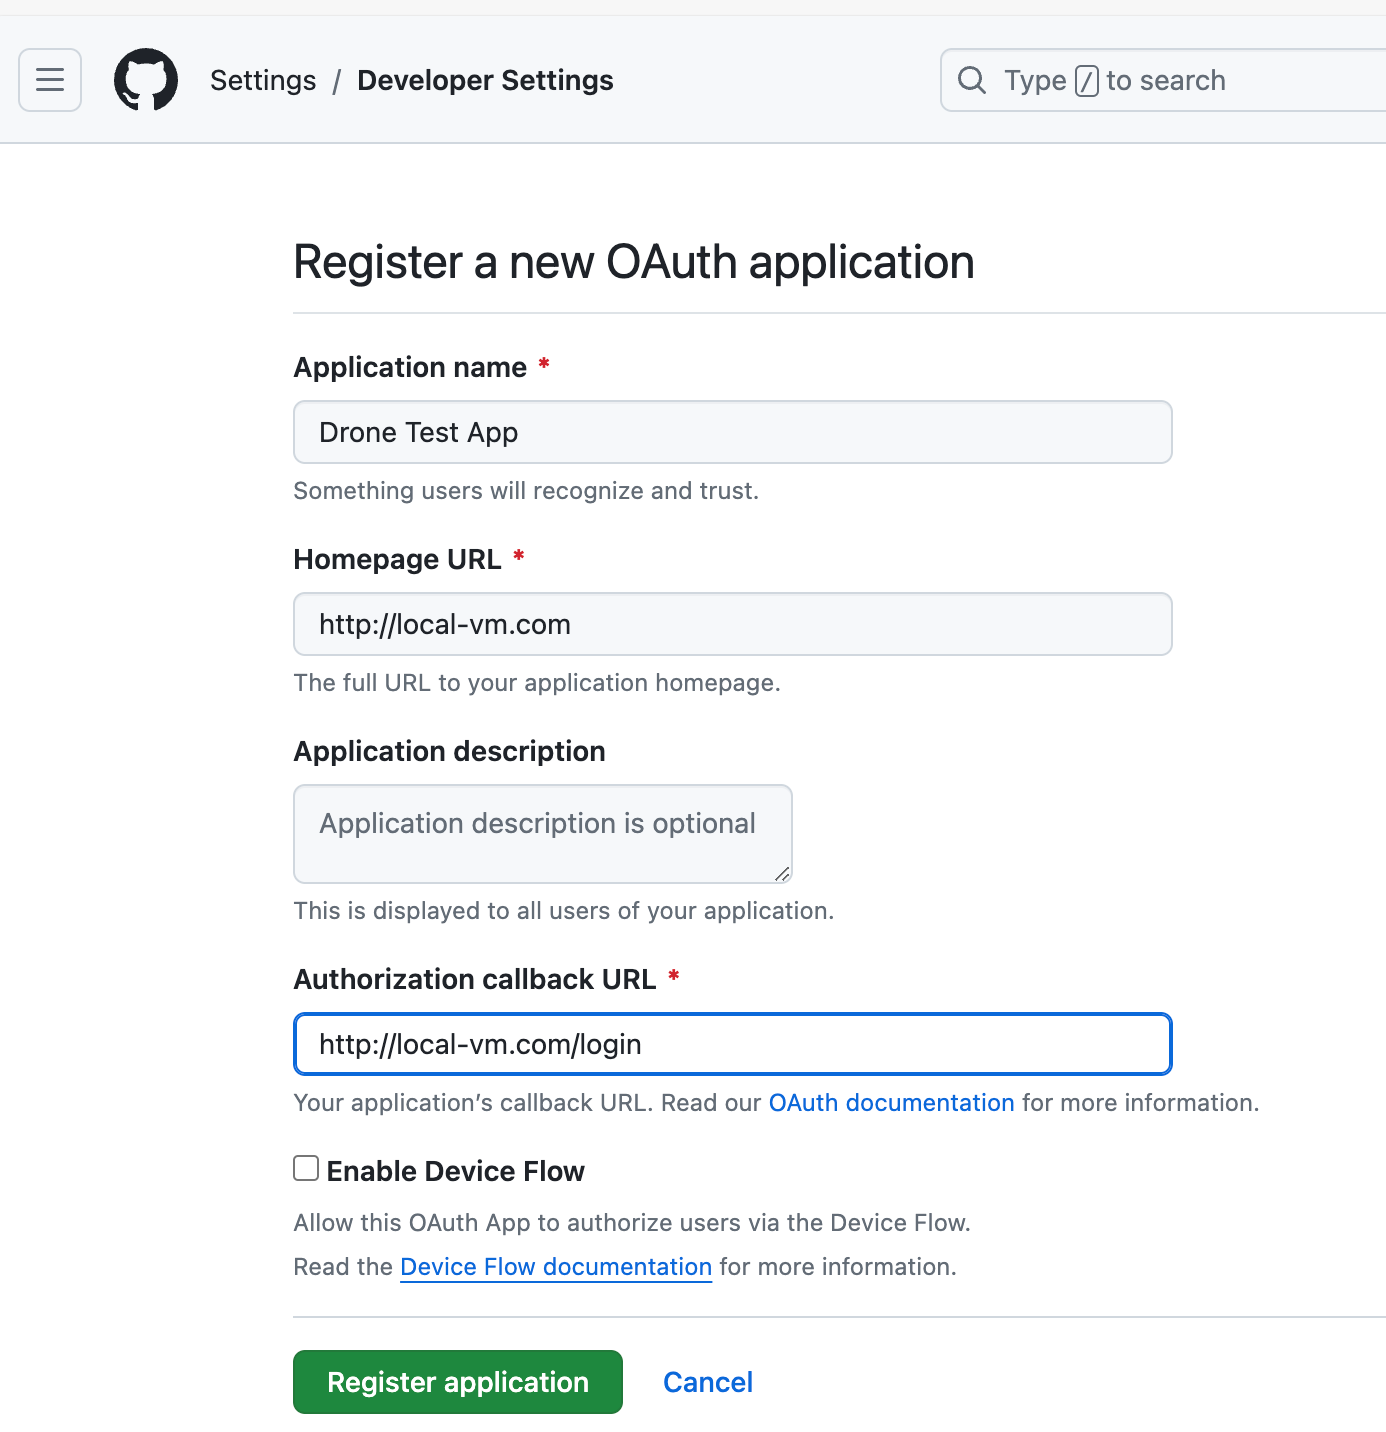 Settings / Developer Settings
Type / to search
Register a new OAuth application
Application name *
Drone Test App
Something users will recognize and trust.
Homepage URL *
http://local-vm.com
The full URL to your application homepage.
Application description
Application description is optional
This is displayed to all users of your application.
Authorization callback URL *
http://local-vm.com/login
Your application’s callback URL. Read our OAuth documentation for more information.
Enable Device Flow
Allow this OAuth App to authorize users via the Device Flow.
Read the Device Flow documentation for more information.
Register application Cancel